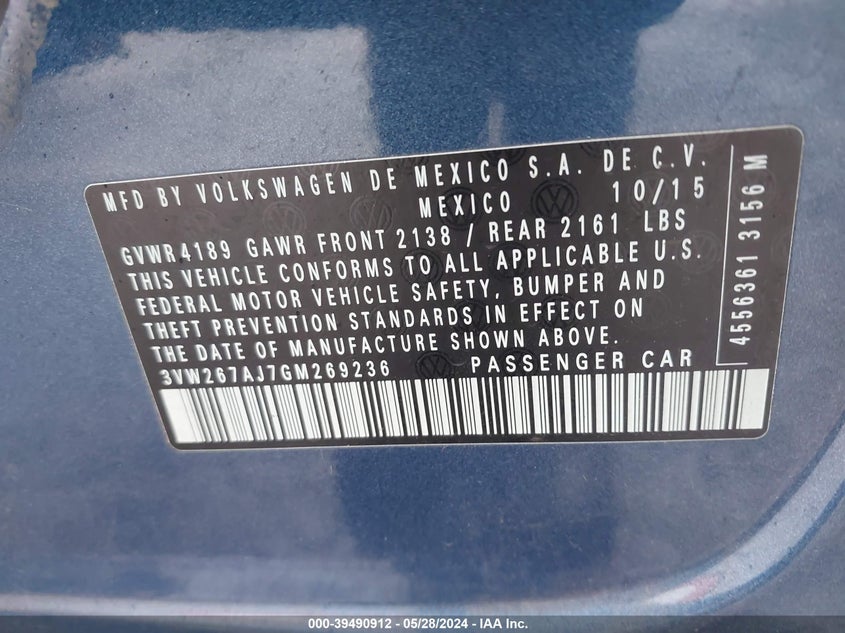 MFD BY VOLKSWAGEN DE MEXICO S.A. DE C.V.
MEXICO 10/15
GVWR 4189 GAWR FRONT 2138 / REAR 2161 LBS
THIS VEHICLE CONFORMS TO ALL APPLICABLE U.S.
FEDERAL MOTOR VEHICLE SAFETY, BUMPER AND
THEFT PREVENTION STANDARDS IN EFFECT ON
THE DATE OF MANUFACTURE SHOWN ABOVE.
3VW267AJ7GM269236 PASSENGER CAR
4556361 3156 M
000-39490912 - 05/28/2024 - IAA Inc.